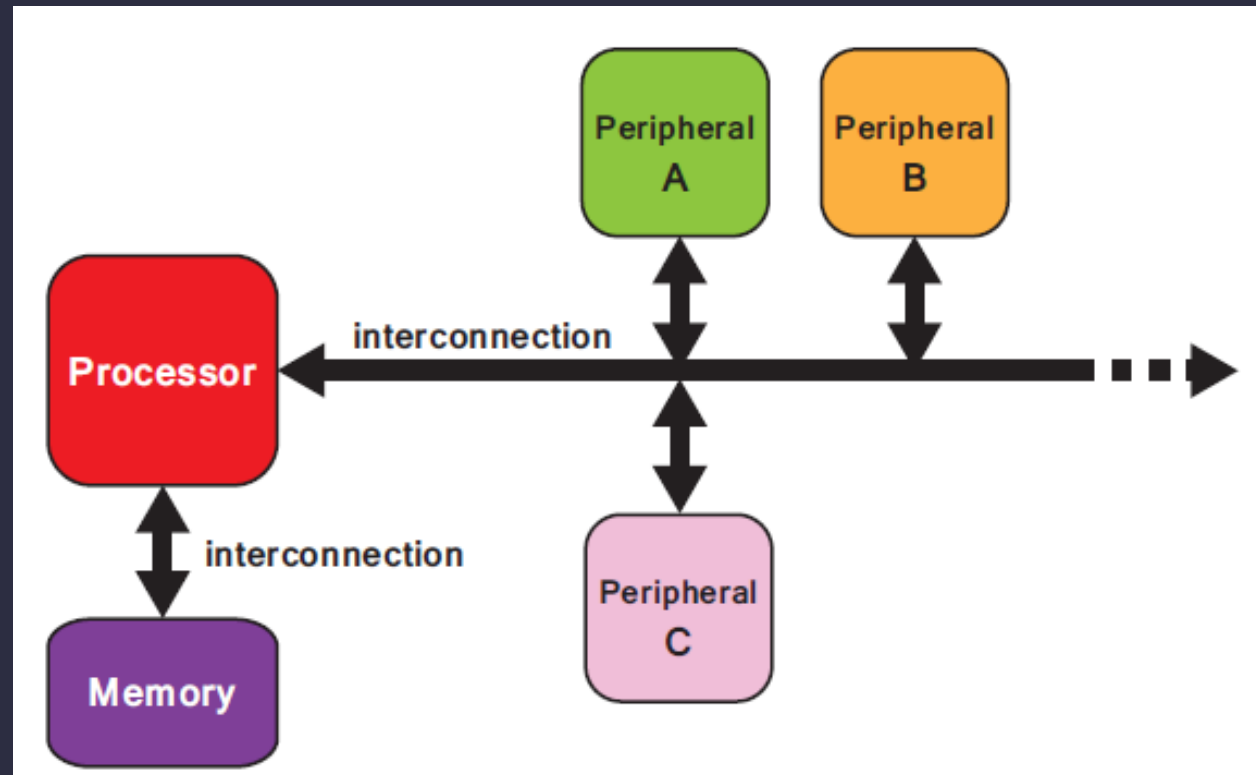 Peripheral
A
Peripheral
B
interconnection
Processor
interconnection
Peripheral
C
Memory